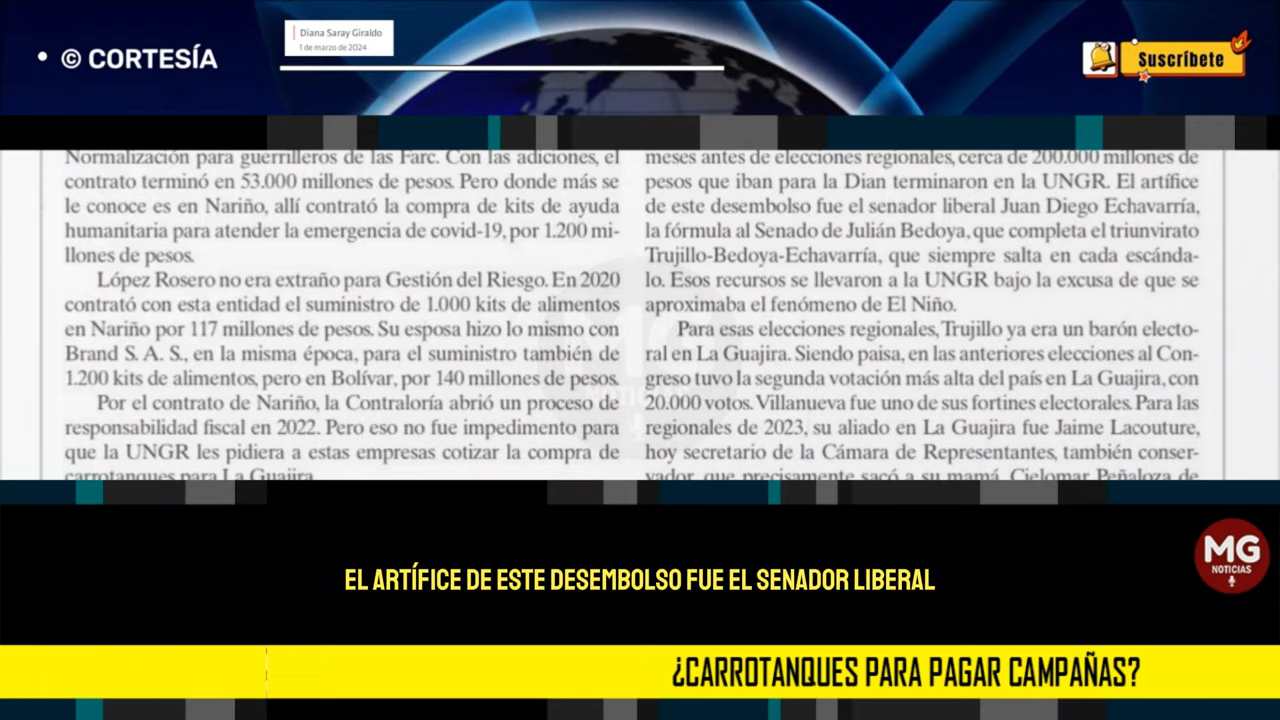 • © CORTESÍA
Diana Saray Giraldo
1 de marzo de 2024
Suscríbete
Normalización para guerrilleros de las Farc. Con las adiciones, el
contrato terminó en 53.000 millones de pesos. Pero donde más se
le conoce es en Nariño, allí contrató la compra de kits de ayuda
humanitaria para atender la emergencia de covid-19, por 1.200 mi-
llones de pesos.
López Rosero no era extraño para Gestión del Riesgo. En 2020
contrató con esta entidad el suministro de 1.000 kits de alimentos
en Nariño por 117 millones de pesos. Su esposa hizo lo mismo con
Brand S. A. S., en la misma época, para el suministro también de
1.200 kits de alimentos, pero en Bolívar, por 140 millones de pesos.
Por el contrato de Nariño, la Contraloría abrió un proceso de
responsabilidad fiscal en 2022. Pero eso no fue impedimento para
que la UNGR les pidiera a estas empresas cotizar la compra de
carrotanques para La Guajira.
meses antes de elecciones regionales, cerca de 200.000 millones de
pesos que iban para la Dian terminaron en la UNGR. El artífice
de este desembolso fue el senador liberal Juan Diego Echavarría,
la fórmula al Senado de Julián Bedoya, que completa el triunvirato
Trujillo-Bedoya-Echavarría, que siempre salta en cada escánda-
lo. Esos recursos se llevaron a la UNGR bajo la excusa de que se
aproximaba el fenómeno de El Niño.
Para esas elecciones regionales, Trujillo ya era un barón electo-
ral en La Guajira. Siendo paisa, en las anteriores elecciones al Con-
greso tuvo la segunda votación más alta del país en La Guajira, con
20.000 votos. Villanueva fue uno de sus fortines electorales. Para las
regionales de 2023, su aliado en La Guajira fue Jaime Lacouture,
hoy secretario de la Cámara de Representantes, también conser-
vador, que precisamente sacó a su mamá, Cielomar Peñaloza de
MG
NOTICIAS
EL ARTÍFICE DE ESTE DESEMBOLSO FUE EL SENADOR LIBERAL
¿CARROTANQUES PARA PAGAR CAMPAÑAS?